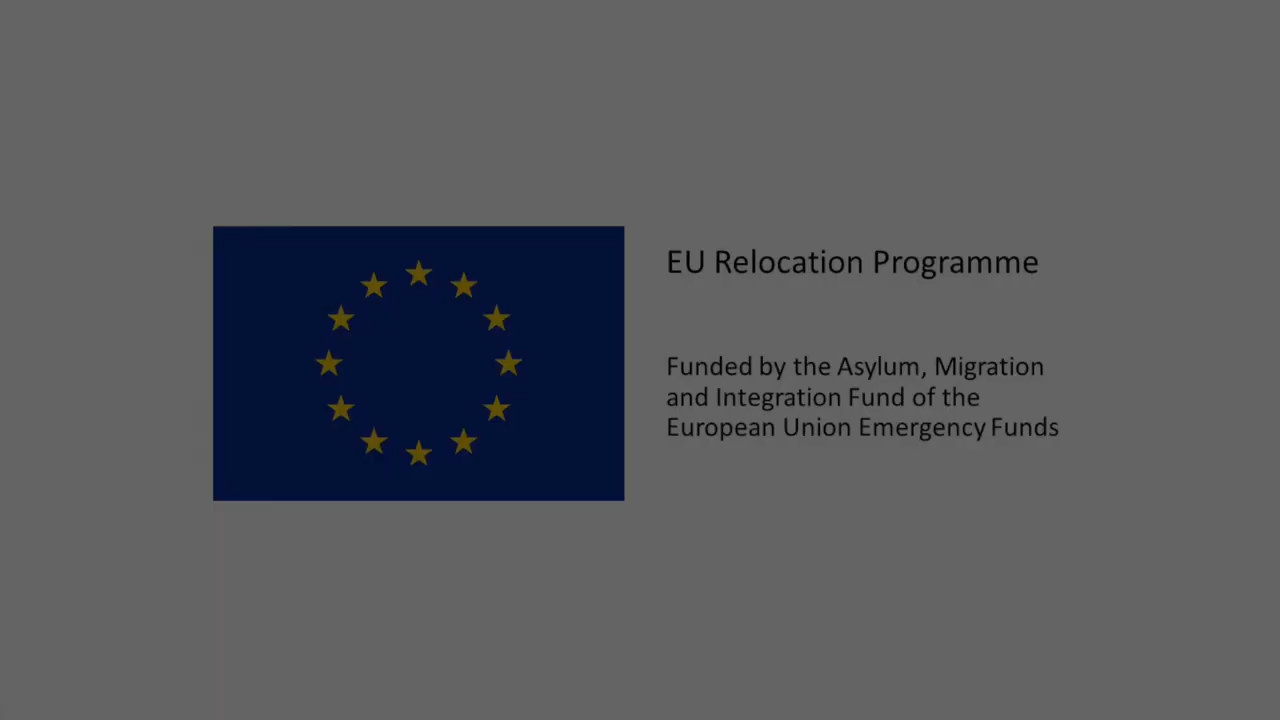 EU Relocation Programme
Funded by the Asylum, Migration
and Integration Fund of the
European Union Emergency Funds